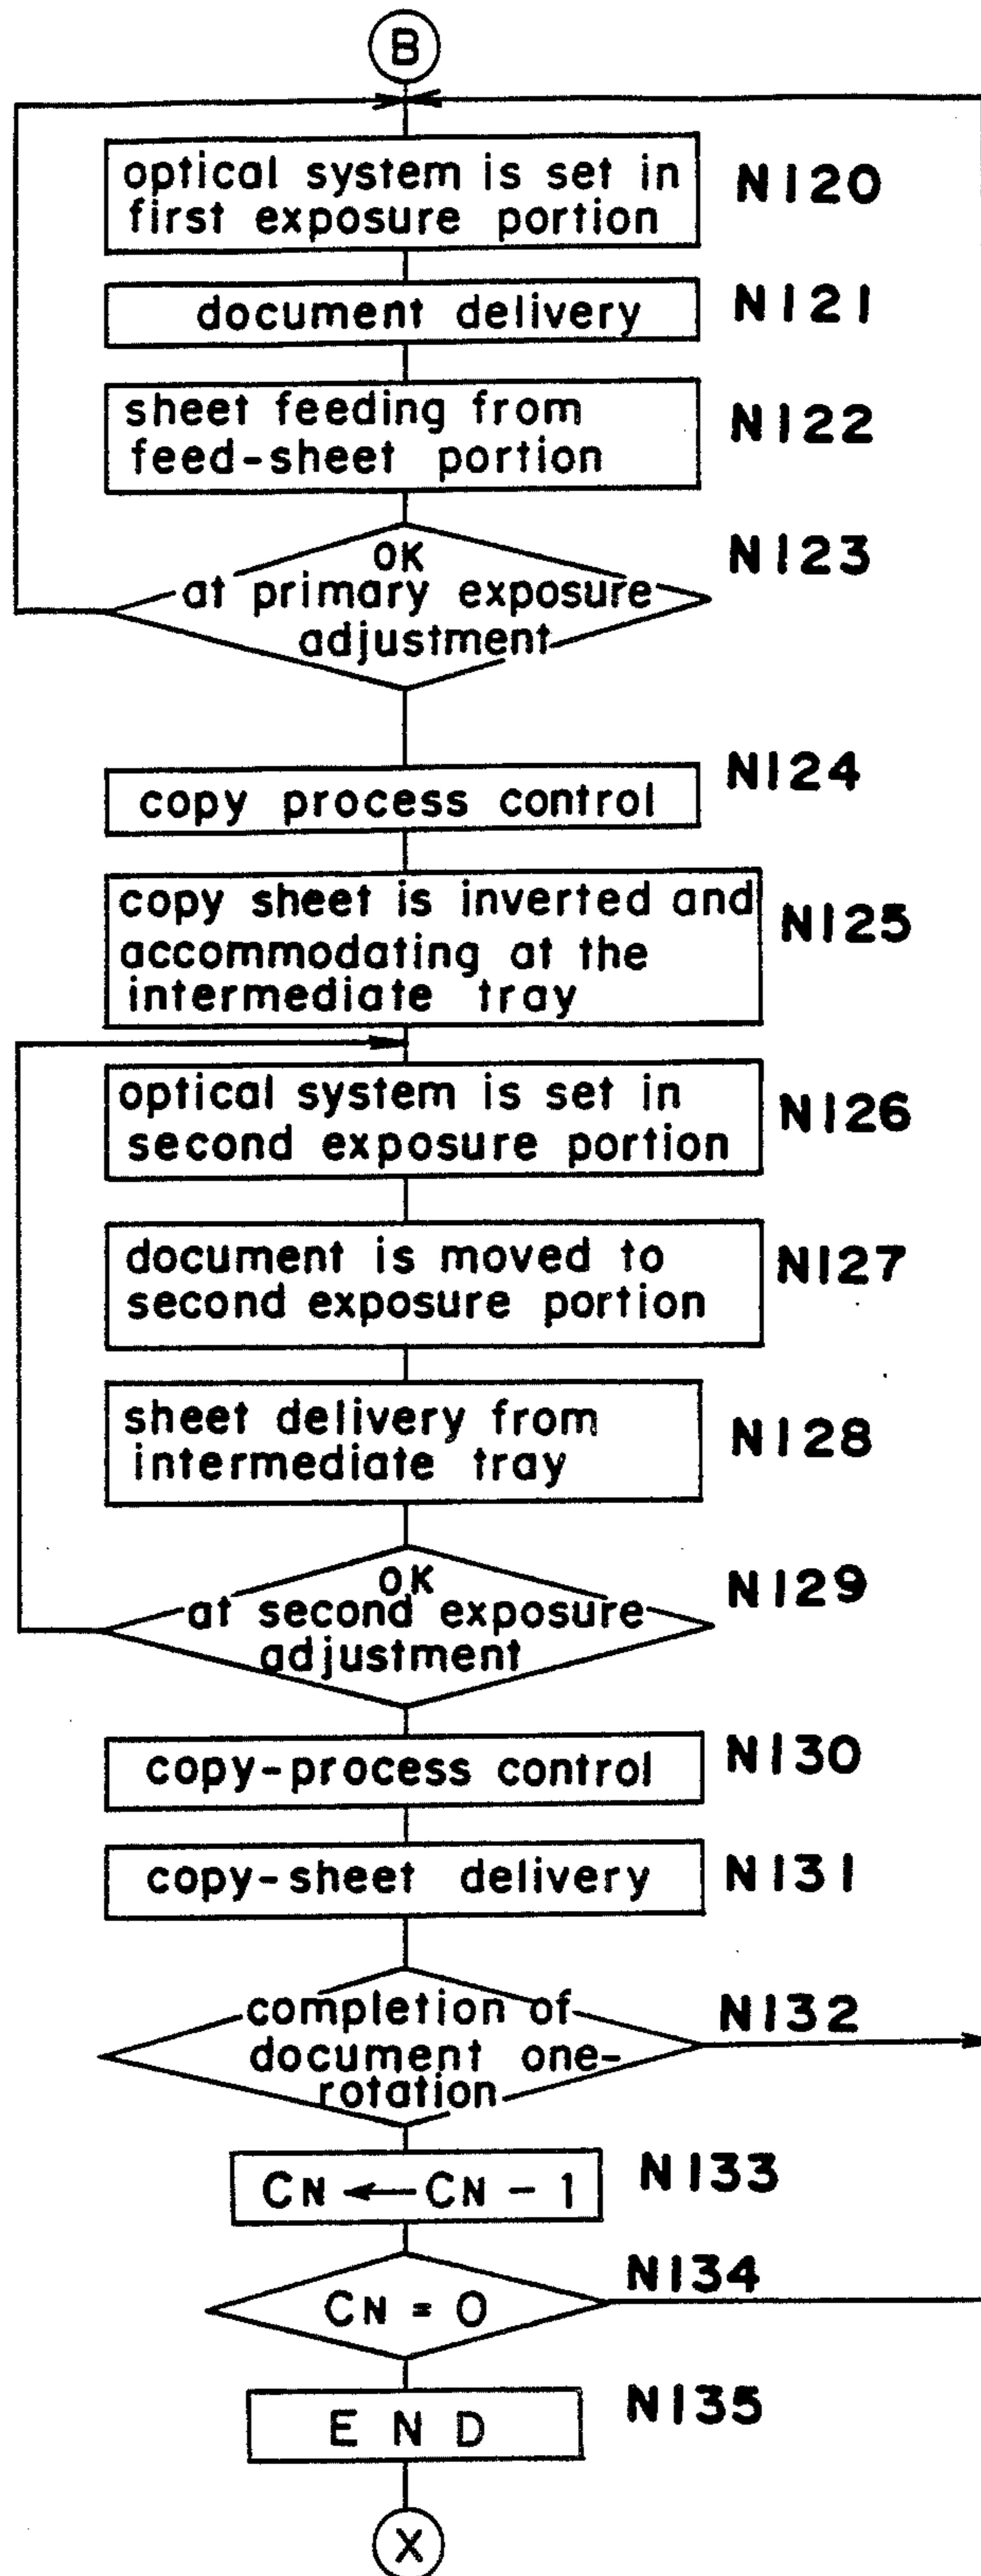 B
optical system is set in
first exposure portion
N120
document delivery
N121
sheet feeding from
feed-sheet portion
N122
OK
at primary exposure
adjustment
N123
copy process control
N124
copy sheet is inverted and
accommodating at the
intermediate tray
N125
optical system is set in
second exposure portion
N126
document is moved to
second exposure portion
N127
sheet delivery from
intermediate tray
N128
OK
at second exposure
adjustment
N129
copy-process control
N130
copy-sheet delivery
N131
completion of
document one-
rotation
N132
CN ← CN - 1
N133
CN = 0
N134
END
N135
X